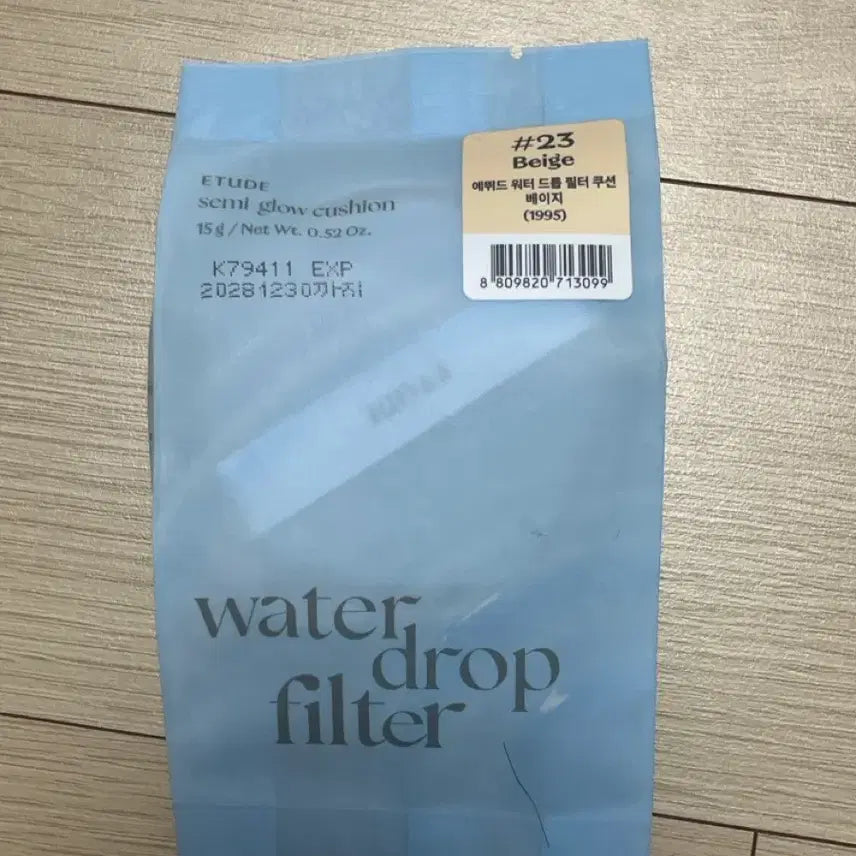 ETUDE
semi glow cushion
15g / Net Wt. 0.52 Oz.
K79411 EXP
20281230까지
#23
Beige
에뛰드 워터 드롭 필터 쿠션
베이지
(1995)
8 809820 713099
water
drop
filter